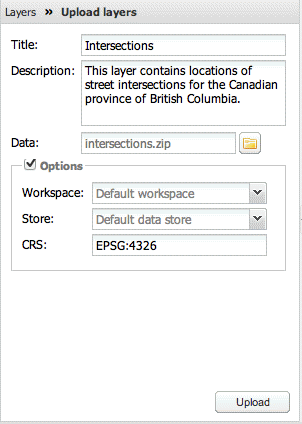 Layers » Upload layers
Title: Intersections
Description: This layer contains locations of
street intersections for the Canadian
province of British Columbia.
Data: intersections.zip
Options
Workspace: Default workspace
Store: Default data store
CRS: EPSG:4326
Upload